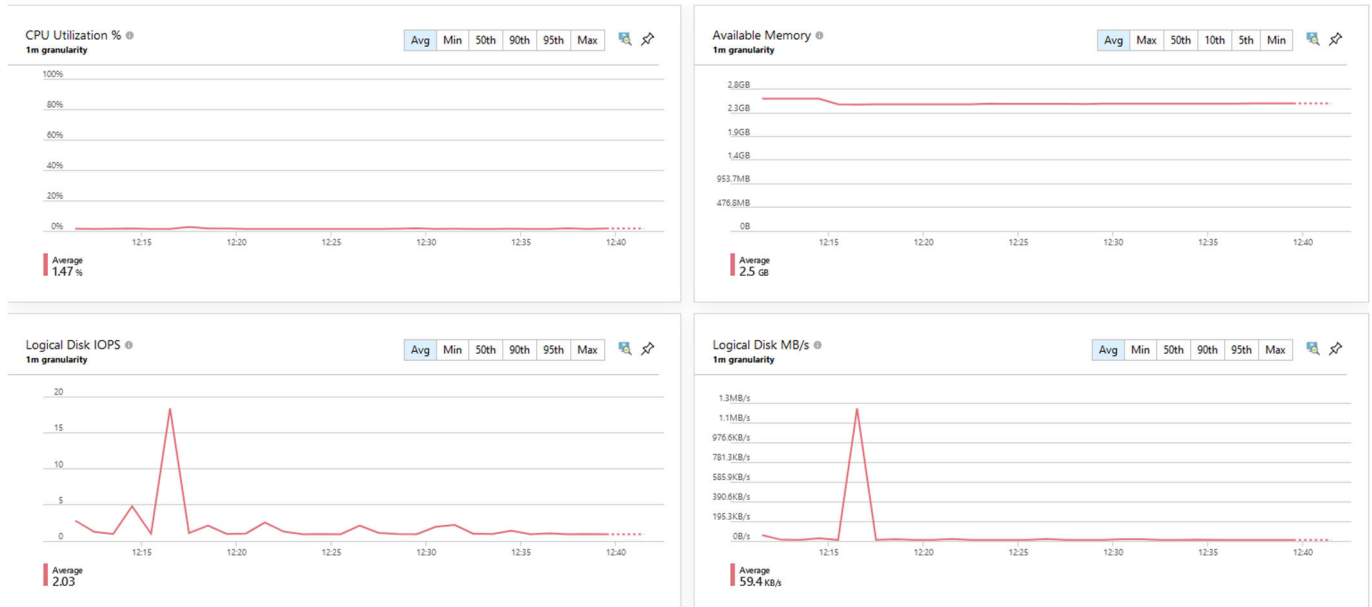 CPU Utilization %
1m granularity
Avg Min 50th 90th 95th Max
100%
80%
60%
40%
20%
0%
12:15 12:20 12:25 12:30 12:35 12:40
Average
1.47 %
Available Memory
1m granularity
Avg Max 50th 10th 5th Min
2.8GB
2.3GB
1.9GB
1.4GB
953.7MB
476.8MB
0B
12:15 12:20 12:25 12:30 12:35 12:40
Average
2.5 GB
Logical Disk IOPS
1m granularity
Avg Min 50th 90th 95th Max
20
15
10
5
0
12:15 12:20 12:25 12:30 12:35 12:40
Average
2.03
Logical Disk MB/s
1m granularity
Avg Min 50th 90th 95th Max
1.3MB/s
1.1MB/s
976.6KB/s
781.3KB/s
585.9KB/s
390.6KB/s
195.3KB/s
0B/s
12:15 12:20 12:25 12:30 12:35 12:40
Average
59.4 KB/s